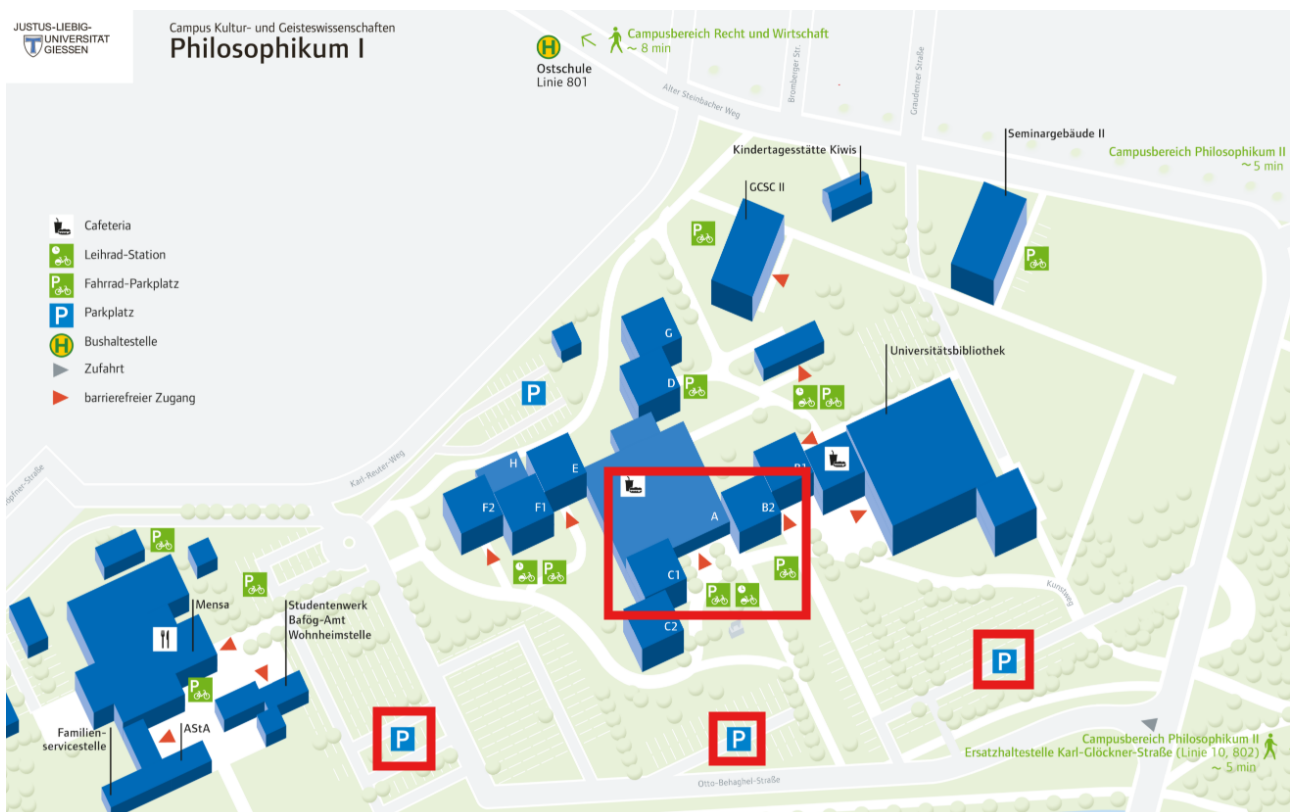 JUSTUS-LIEBIG-
UNIVERSITÄT
GIESSEN
Campus Kultur- und Geisteswissenschaften
Philosophikum I
H
Ostschule
Linie 801
Campusbereich Recht und Wirtschaft
~ 8 min
Alter Steinbacher Weg
Bromberger Str.
Graudenzer Straße
Seminargebäude II
Campusbereich Philosophikum II
~ 5 min
Kindertagesstätte Kiwis
GCSC II
Cafeteria
Leihrad-Station
P Fahrrad-Parkplatz
P Parkplatz
H Bushaltestelle
Zufahrt
barrierefreier Zugang
P
P
G
Universitätsbibliothek
D
P
P
P
Karl-Reuter-Weg
H
E
B1
F2
F1
A
B2
C1
P
P
P
P
C2
Kunstweg
P
P
Mensa
Studentenwerk
Bafög-Amt
Wohnheimstelle
P
P
P
P
Familien-
servicestelle
AStA
Otto-Behaghel-Straße
Campusbereich Philosophikum II
Ersatzhaltestelle Karl-Glöckner-Straße (Linie 10, 802)
~ 5 min